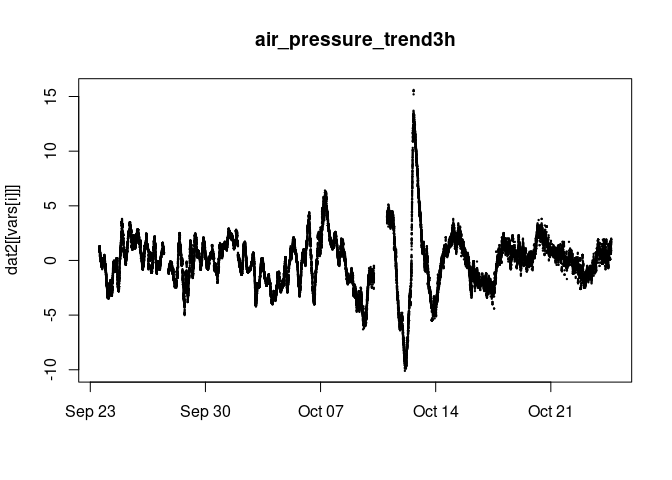 air_pressure_trend3h
dat2[[vars[i]]]
15
10
5
0
-5
-10
Sep 23
Sep 30
Oct 07
Oct 14
Oct 21